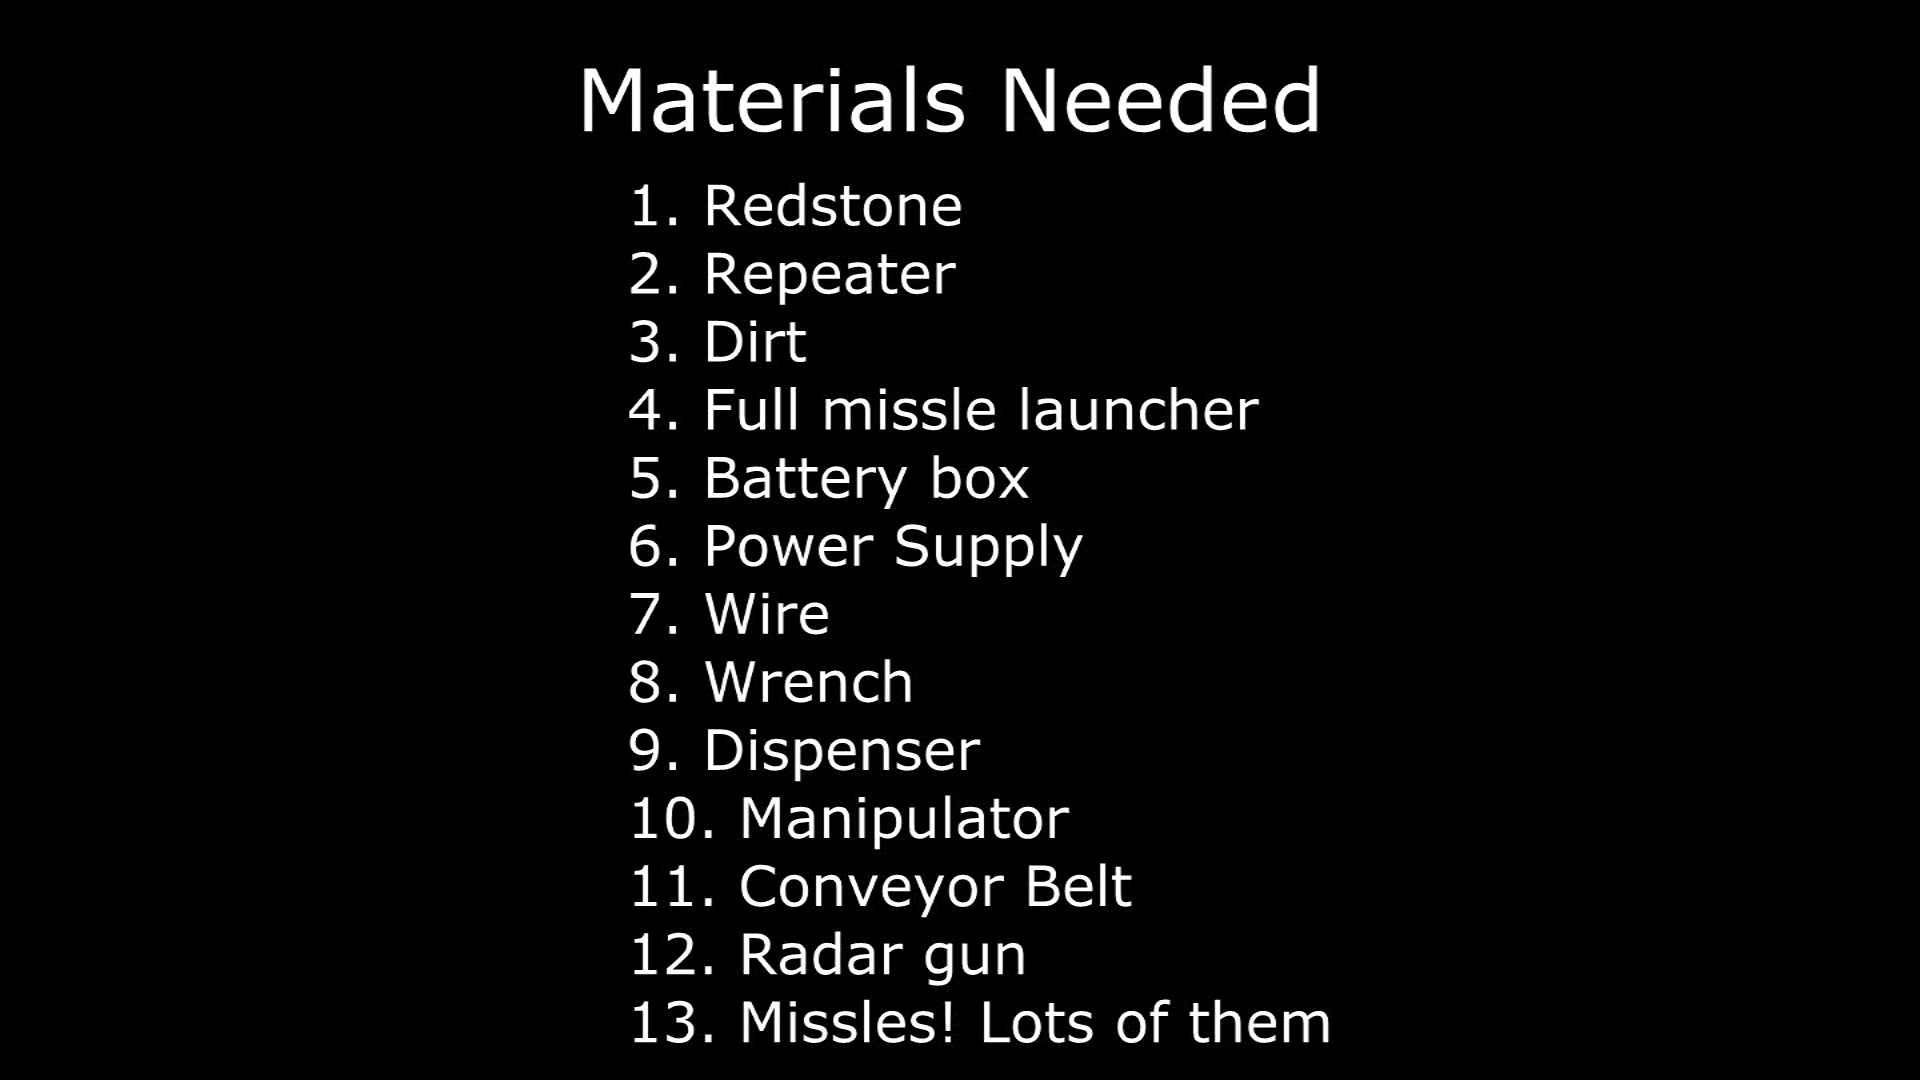 Materials Needed
1. Redstone
2. Repeater
3. Dirt
4. Full missle launcher
5. Battery box
6. Power Supply
7. Wire
8. Wrench
9. Dispenser
10. Manipulator
11. Conveyor Belt
12. Radar gun
13. Missles! Lots of them